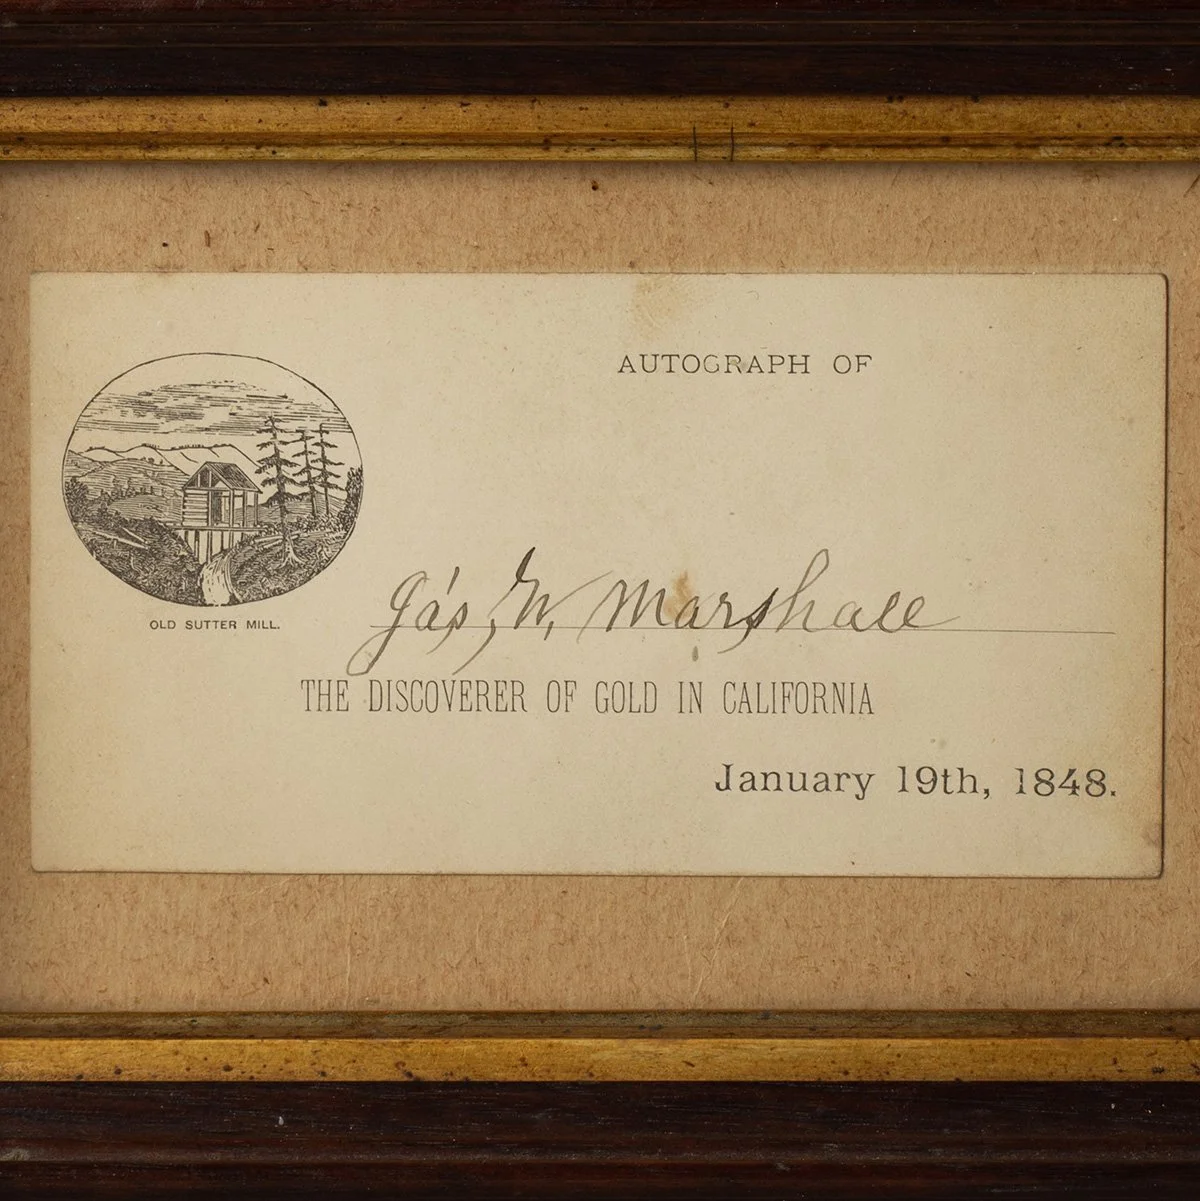 AUTOGRAPH OF
Jas, W, Marshall
OLD SUTTER MILL.
THE DISCOVERER OF GOLD IN CALIFORNIA
January 19th, 1848.